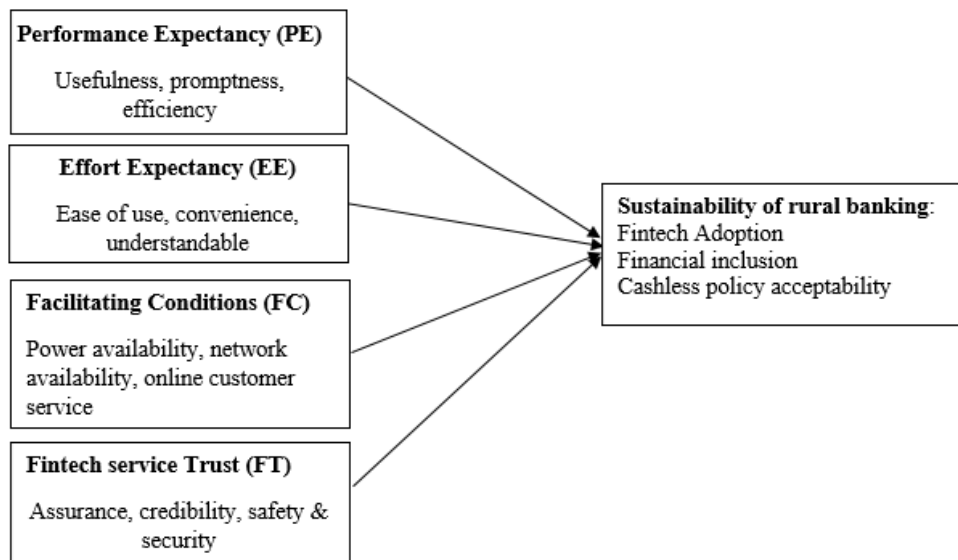 Performance Expectancy (PE)
Usefulness, promptness,
efficiency
Effort Expectancy (EE)
Ease of use, convenience,
understandable
Facilitating Conditions (FC)
Power availability, network
availability, online customer
service
Fintech service Trust (FT)
Assurance, credibility, safety &
security
Sustainability of rural banking:
Fintech Adoption
Financial inclusion
Cashless policy acceptability